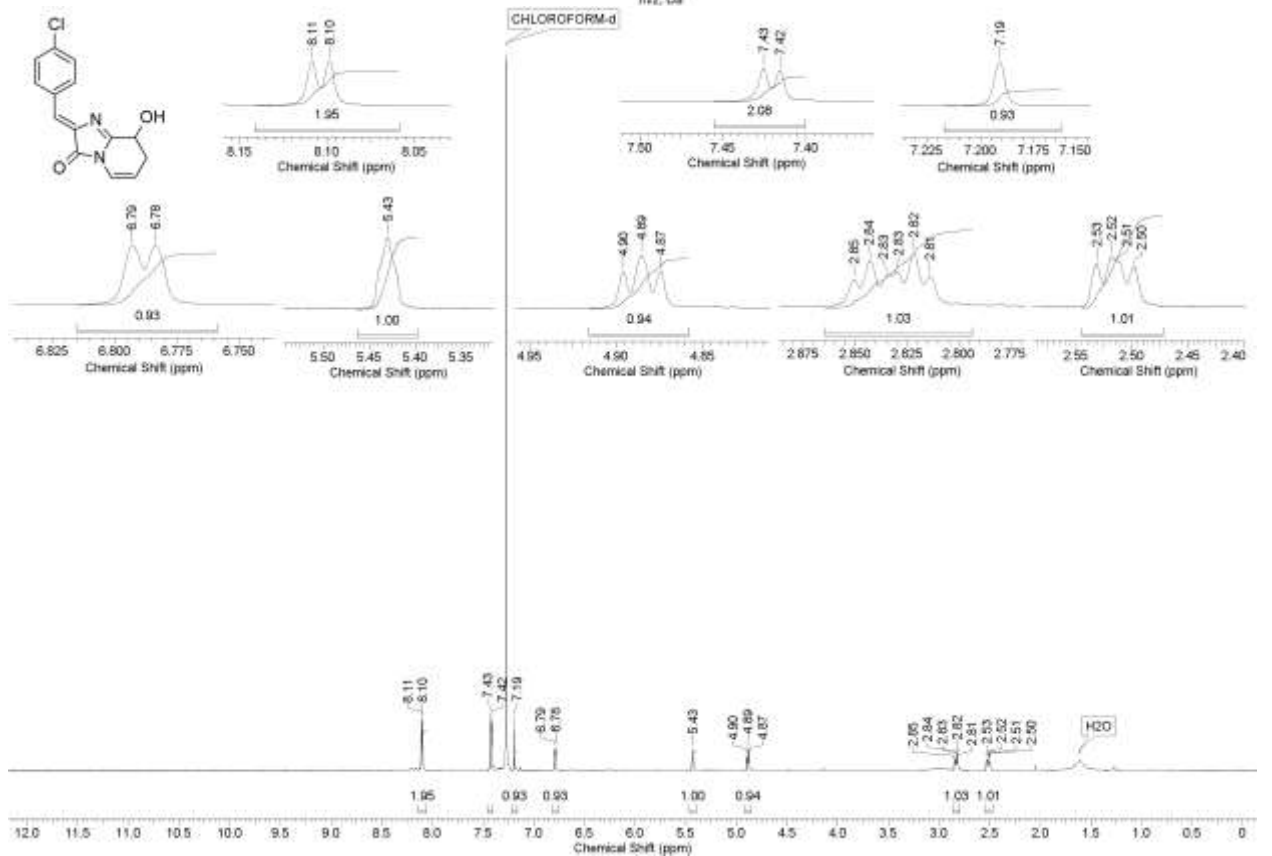 CHLOROFORM-d
Cl
N
OH
O
N
8.11
8.10
1.95
8.15 8.10 8.05
Chemical Shift (ppm)
7.43
7.42
2.08
7.50 7.45 7.40
Chemical Shift (ppm)
7.19
0.93
7.225 7.200 7.175 7.150
Chemical Shift (ppm)
6.79
6.78
0.93
6.825 6.800 6.775 6.750
Chemical Shift (ppm)
5.43
1.00
5.50 5.45 5.40 5.35
Chemical Shift (ppm)
4.90
4.89
4.87
0.94
4.95 4.90 4.85
Chemical Shift (ppm)
2.85
2.84
2.83
2.83
2.82
2.81
1.03
2.875 2.850 2.825 2.800 2.775
Chemical Shift (ppm)
2.53
2.52
2.51
2.50
1.01
2.55 2.50 2.45 2.40
Chemical Shift (ppm)
8.11
8.10
7.43
7.42
7.19
6.79
6.78
5.43
4.90
4.89
4.87
2.85
2.84
2.83
2.82
2.81
2.53
2.52
2.51
2.50
H2O
1.95 0.93 0.93 1.00 0.94 1.03 1.01
12.0 11.5 11.0 10.5 10.0 9.5 9.0 8.5 8.0 7.5 7.0 6.5 6.0 5.5 5.0 4.5 4.0 3.5 3.0 2.5 2.0 1.5 1.0 0.5 0
Chemical Shift (ppm)